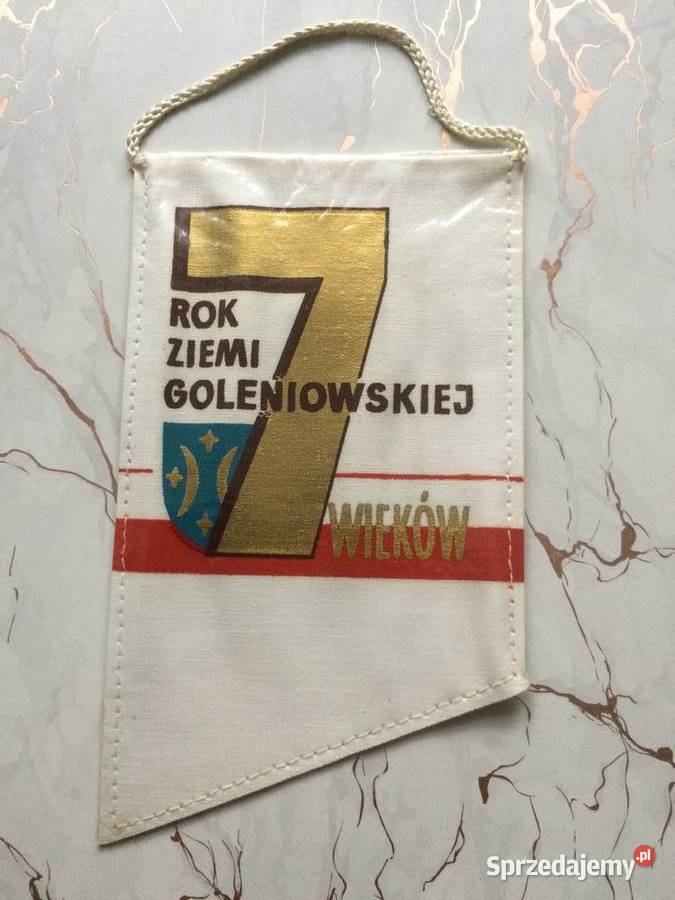 7
ROK
ZIEMI
GOLENIOWSKIEJ
WIEKÓW
Sprzedajemy.pl